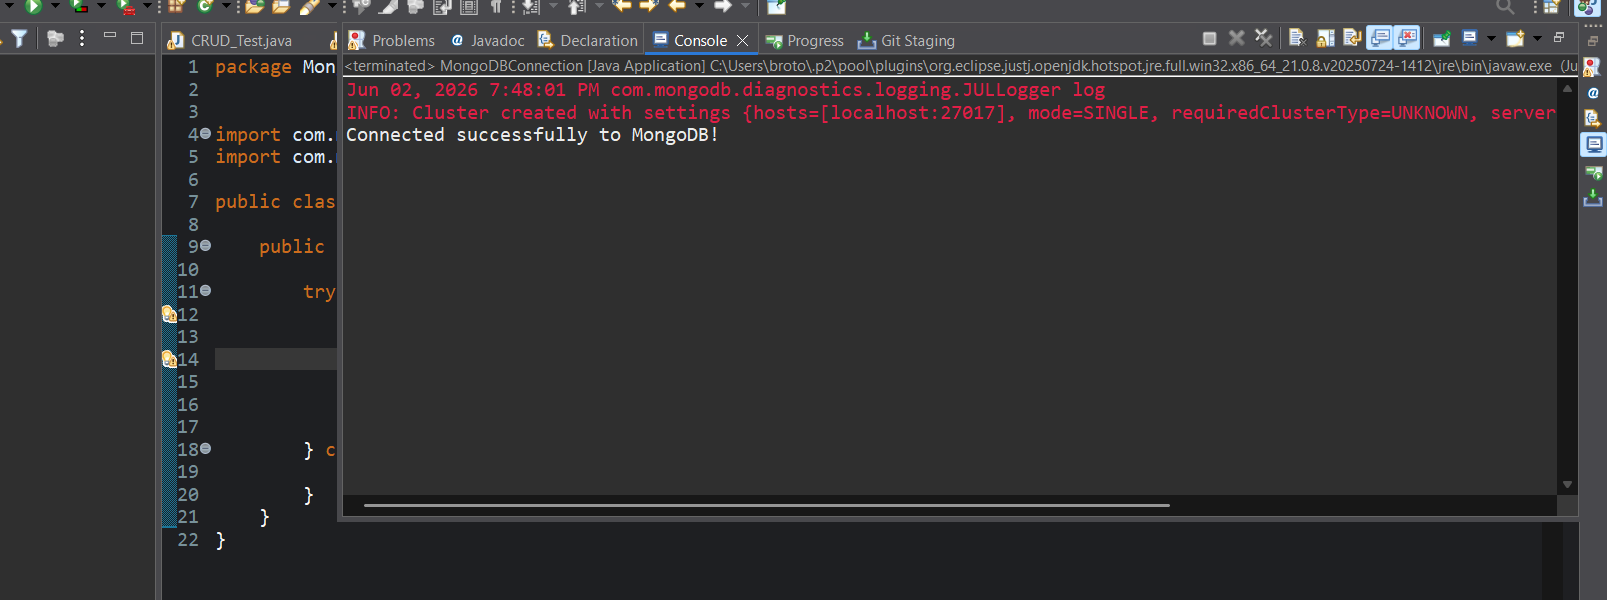 CRUD_Test.java
Problems
@ Javadoc
Declaration
Console
Progress
Git Staging
<terminated> MongoDBConnection [Java Application] C:\Users\broto\.p2\pool\plugins\org.eclipse.justj.openjdk.hotspot.jre.full.win32.x86_64_21.0.8.v20250724-1412\jre\bin\javaw.exe (Ju
Jun 02, 2026 7:48:01 PM com.mongodb.diagnostics.logging.JULLogger log
INFO: Cluster created with settings {hosts=[localhost:27017], mode=SINGLE, requiredClusterType=UNKNOWN, server
Connected successfully to MongoDB!
1 package Mon
2
3
4 import com.
5 import com.
6
7 public clas
8
9 public
10
11 try
12
13
14
15
16
17
18 } c
19
20 }
21 }
22 }